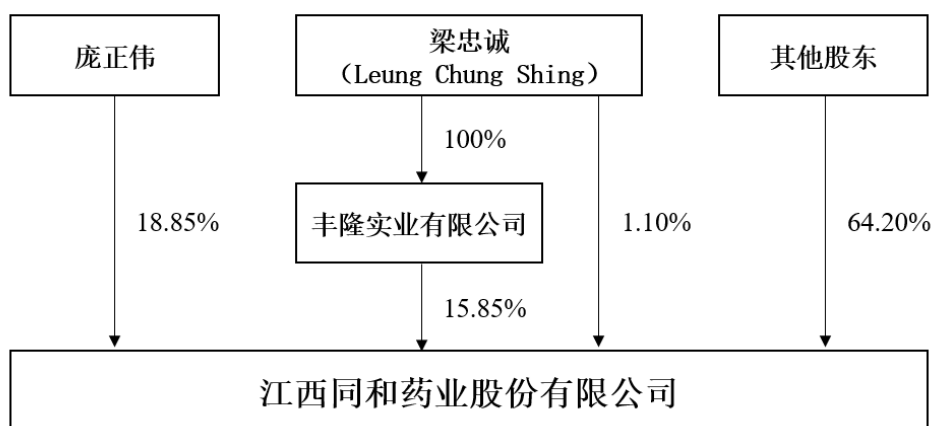 庞正伟
梁忠诚
（Leung Chung Shing）
其他股东
100%
18.85%
丰隆实业有限公司
1.10%
64.20%
15.85%
江西同和药业股份有限公司